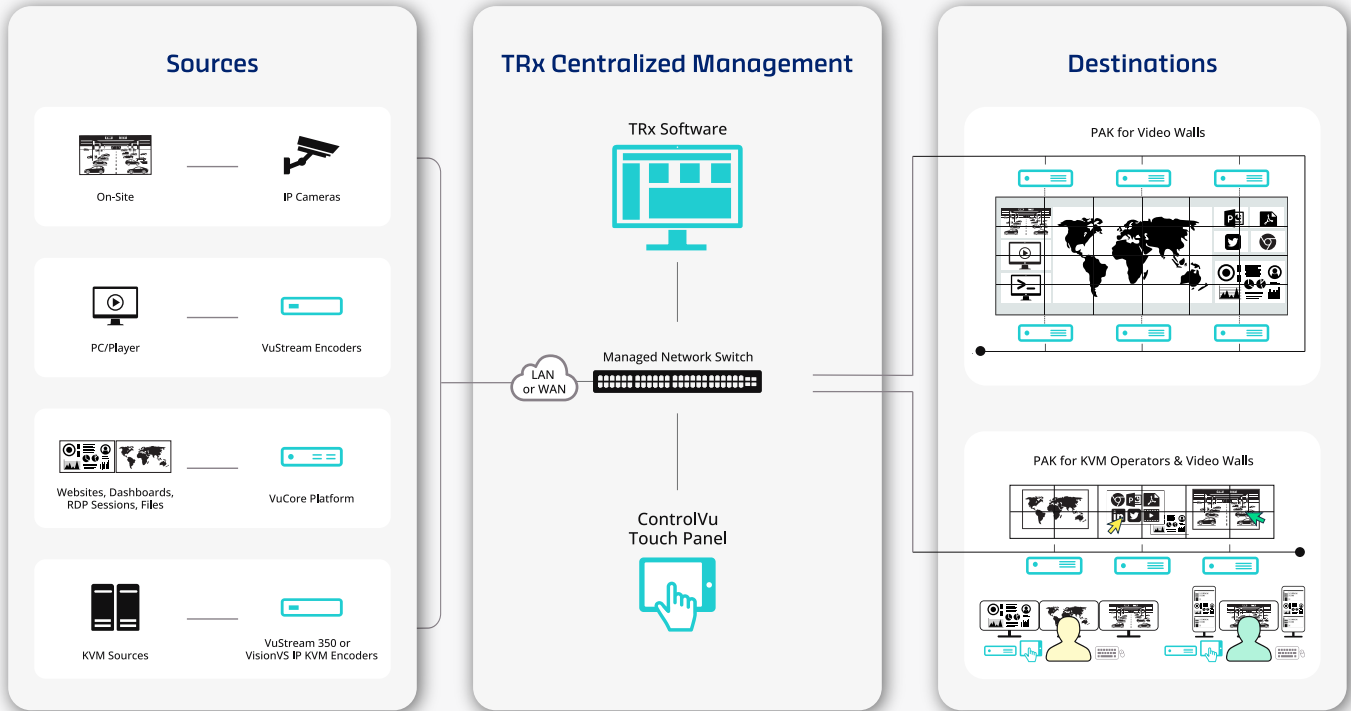 Sources
On-Site
IP Cameras
PC/Player
VuStream Encoders
Websites, Dashboards,
RDP Sessions, Files
VuCore Platform
KVM Sources
VuStream 350 or
VisionVS IP KVM Encoders
TRx Centralized Management
TRx Software
LAN
or WAN
Managed Network Switch
ControlVu
Touch Panel
Destinations
PAK for Video Walls
PAK for KVM Operators & Video Walls